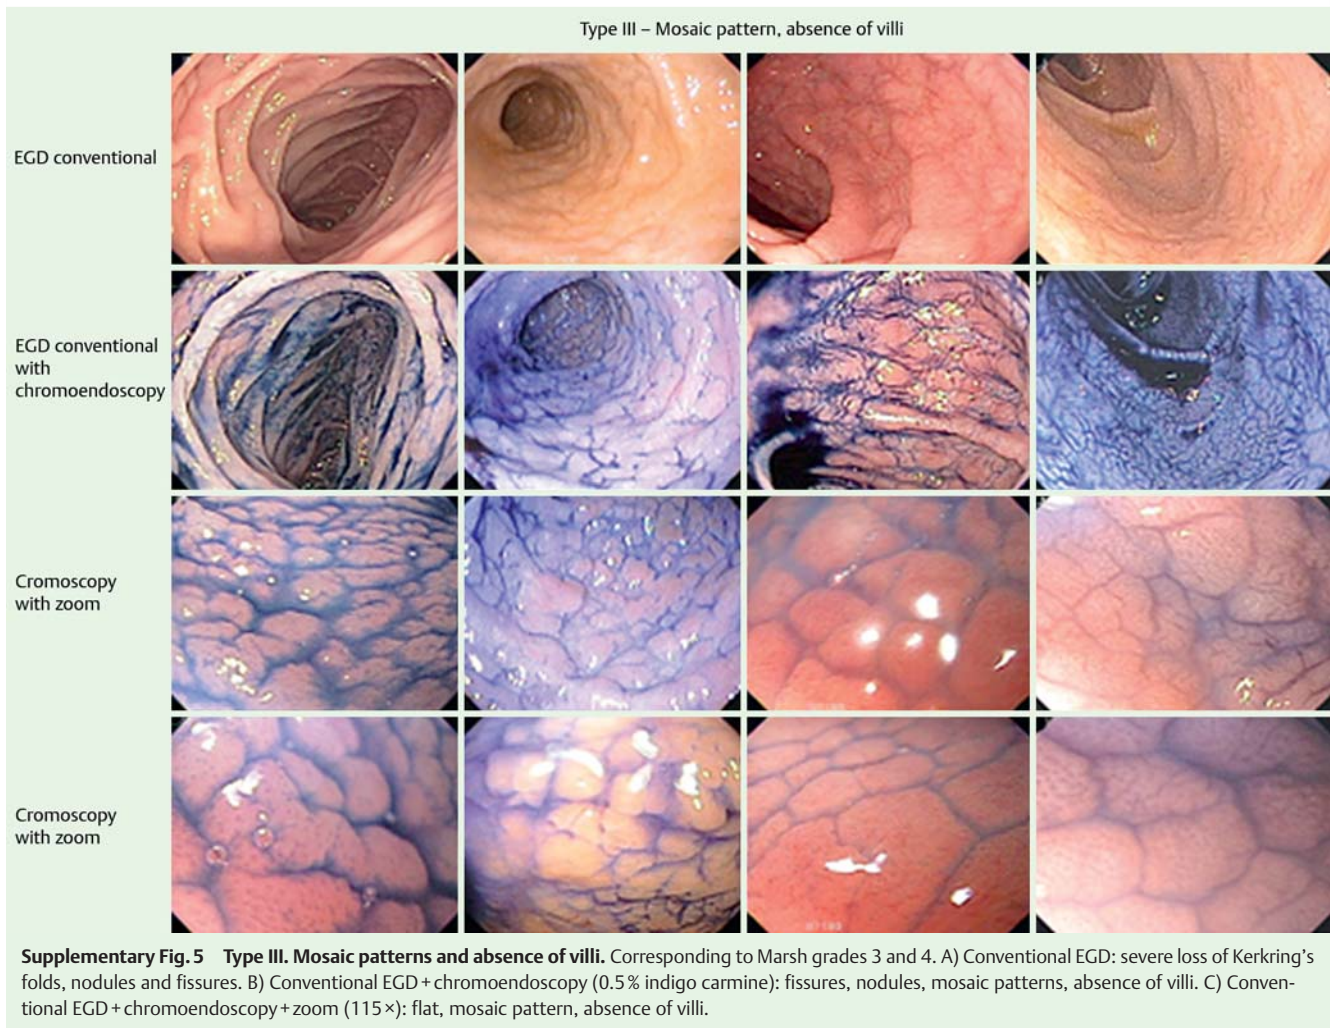 Type III – Mosaic pattern, absence of villi
EGD conventional
EGD conventional
with
chromoendoscopy
Cromoscopy
with zoom
Cromoscopy
with zoom
Supplementary Fig. 5 Type III. Mosaic patterns and absence of villi. Corresponding to Marsh grades 3 and 4. A) Conventional EGD: severe loss of Kerkring's
folds, nodules and fissures. B) Conventional EGD + chromoendoscopy (0.5 % indigo carmine): fissures, nodules, mosaic patterns, absence of villi. C) Conven-
tional EGD + chromoendoscopy + zoom (115 ×): flat, mosaic pattern, absence of villi.